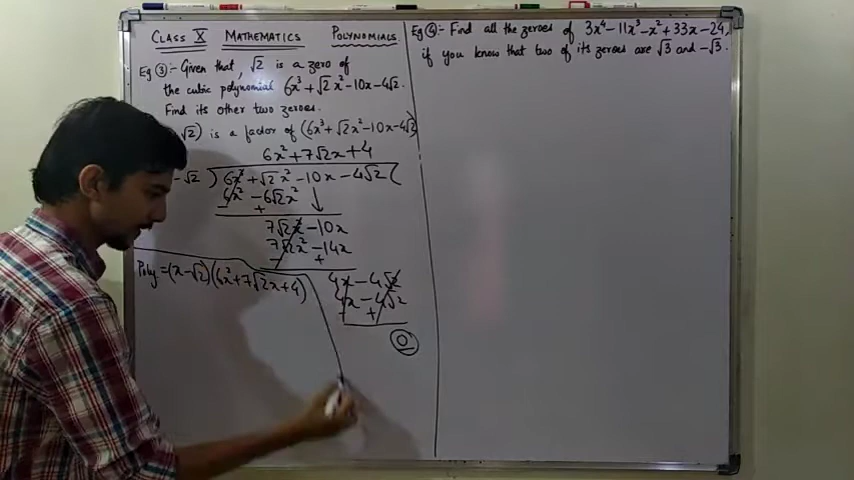 CLASS X MATHEMATICS POLYNOMIALS
Eg ③:- Given that, √2 is a zero of
the cubic polynomial 6x³ + √2x² - 10x - 4√2.
Find its other two zeroes.
√2) is a factor of (6x³ + √2x² - 10x - 4√2)
6x² + 7√2x + 4
- √2 ) 6x³ + √2x² - 10x - 4√2 (
6x² - 6√2x²
- +
7√2x² - 10x
7√2x² - 14x
- +
4x - 4√2
4x - 4√2
- +
0
Poly = (x - √2) (6x² + 7√2x + 4)
Eg ④:- Find all the zeroes of 3x⁴ - 11x³ - x² + 33x - 24,
if you know that two of its zeroes are √3 and -√3.